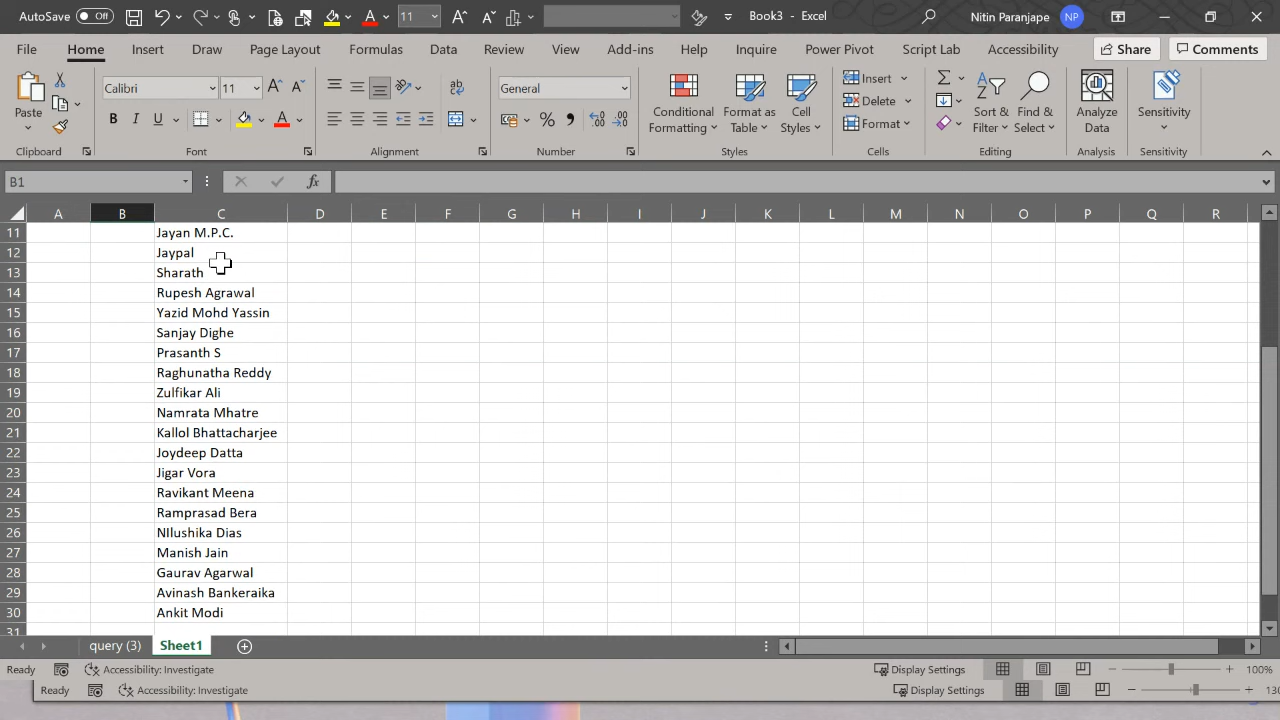 AutoSave Off 11 Book3 - Excel Nitin Paranjape NP
File Home Insert Draw Page Layout Formulas Data Review View Add-ins Help Inquire Power Pivot Script Lab Accessibility Share Comments
Paste Calibri 11 General Conditional Formatting Format as Table Cell Styles Insert Delete Format Sort & Filter Find & Select Analyze Data Sensitivity
Clipboard Font Alignment Number Styles Cells Editing Analysis Sensitivity
B1 fx
A B C D E F G H I J K L M N O P Q R
11 Jayan M.P.C.
12 Jaypal
13 Sharath
14 Rupesh Agrawal
15 Yazid Mohd Yassin
16 Sanjay Dighe
17 Prasanth S
18 Raghunatha Reddy
19 Zulfikar Ali
20 Namrata Mhatre
21 Kallol Bhattacharjee
22 Joydeep Datta
23 Jigar Vora
24 Ravikant Meena
25 Ramprasad Bera
26 NIlushika Dias
27 Manish Jain
28 Gaurav Agarwal
29 Avinash Bankeraika
30 Ankit Modi
31
query (3) Sheet1
Ready Accessibility: Investigate Display Settings 100%
Ready Accessibility: Investigate Display Settings